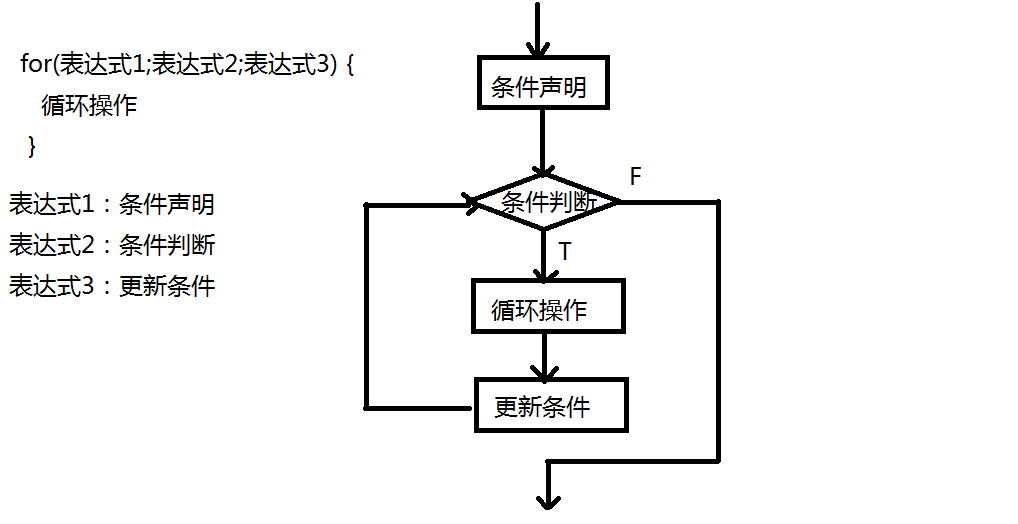 for(表达式1;表达式2;表达式3) {
循环操作
}
表达式1：条件声明
表达式2：条件判断
表达式3：更新条件
条件声明
条件判断
F
T
循环操作
更新条件